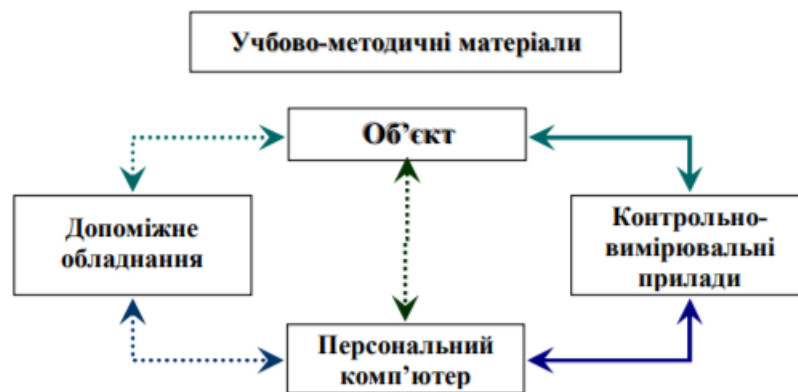 Учбово-методичні матеріали
Об’єкт
Допоміжне
обладнання
Контрольно-
вимірювальні
прилади
Персональний
комп’ютер